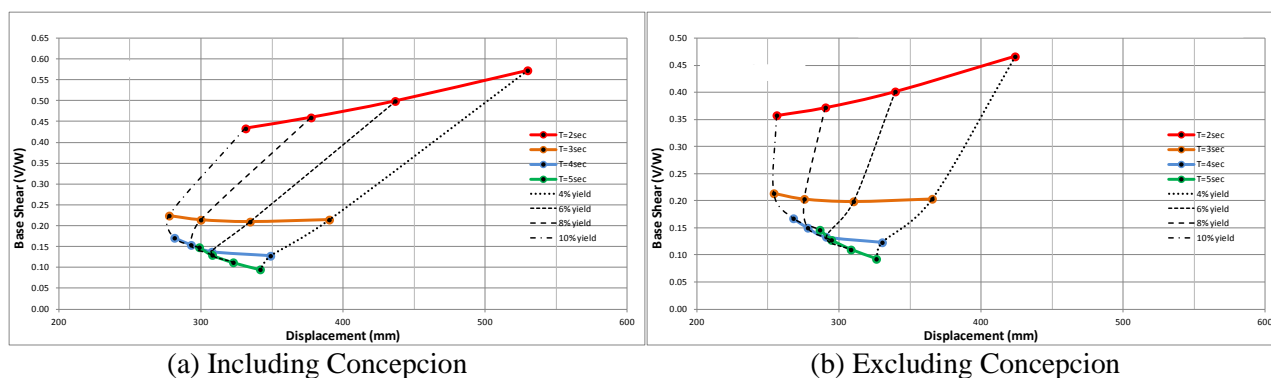 0.65
0.60
0.55
0.50
0.45
0.40
0.35
0.30
0.25
0.20
0.15
0.10
0.05
0.00
Base Shear (V/W)
200 300 400 500 600
Displacement (mm)
T=2sec
T=3sec
T=4sec
T=5sec
4% yield
6% yield
8% yield
10% yield
(a) Including Concepcion
0.50
0.45
0.40
0.35
0.30
0.25
0.20
0.15
0.10
0.05
0.00
Base Shear (V/W)
200 300 400 500 600
Displacement (mm)
T=2sec
T=3sec
T=4sec
T=5sec
4% yield
6% yield
8% yield
10% yield
(b) Excluding Concepcion